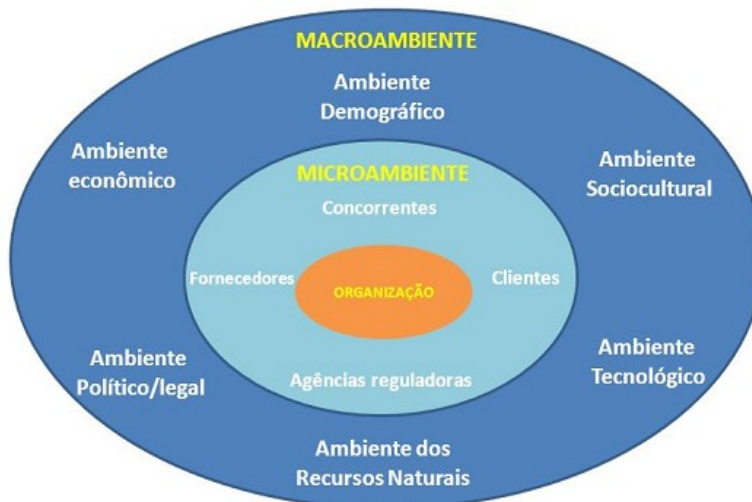 MACROAMBIENTE
Ambiente
Demográfico
Ambiente
econômico
Ambiente
Sociocultural
MICROAMBIENTE
Concorrentes
Fornecedores
ORGANIZAÇÃO
Clientes
Agências reguladoras
Ambiente
Político/legal
Ambiente
Tecnológico
Ambiente dos
Recursos Naturais